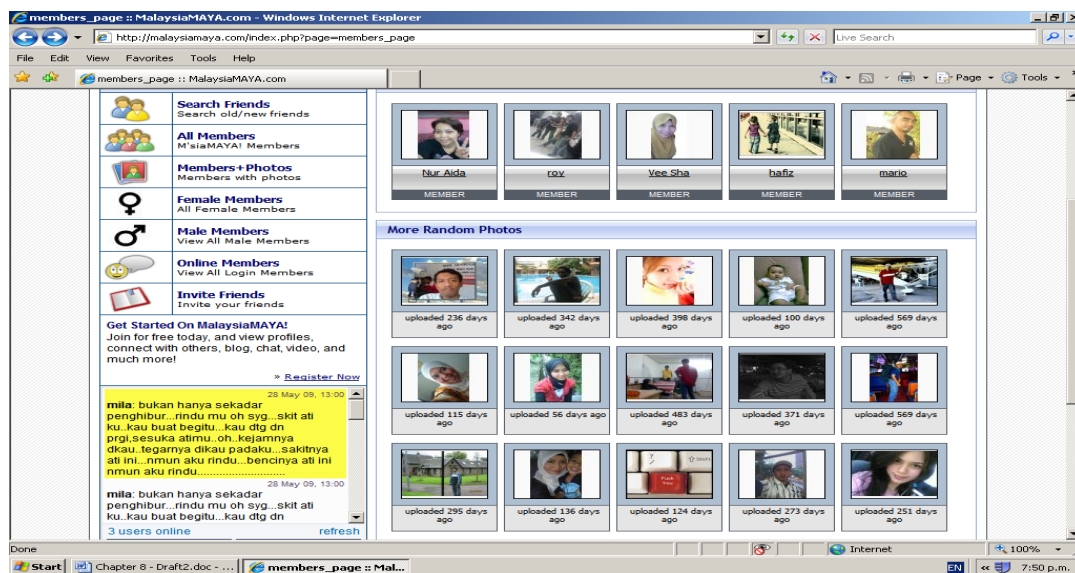 members_page :: MalaysiaMAYA.com - Windows Internet Explorer
http://malaysiamaya.com/index.php?page=members_page
Live Search
File Edit View Favorites Tools Help
members_page :: MalaysiaMAYA.com
Page Tools
Search Friends
Search old/new friends
All Members
M'siaMAYA! Members
Members+Photos
Members with photos
Female Members
All Female Members
Male Members
View All Male Members
Online Members
View All Login Members
Invite Friends
Invite your friends
Get Started On MalaysiaMAYA!
Join for free today, and view profiles,
connect with others, blog, chat, video, and
much more!
» Register Now
28 May 09, 13:00
mila: bukan hanya sekadar
penghibur...rindu mu oh syg...skit ati
ku..kau buat begitu...kau dtg dn
prgi,sesuka atimu..oh..kejamnya
dkau..tegarnya dikau padaku...sakitnya
ati ini...nmun aku rindu...bencinya ati ini
nmun aku rindu............................
28 May 09, 13:00
mila: bukan hanya sekadar
penghibur...rindu mu oh syg...skit ati
ku..kau buat begitu...kau dtg dn
3 users online refresh
Nur Aida roy Vee Sha hafiz mario
MEMBER MEMBER MEMBER MEMBER MEMBER
More Random Photos
uploaded 236 days ago
uploaded 342 days ago
uploaded 398 days ago
uploaded 100 days ago
uploaded 569 days ago
uploaded 115 days ago
uploaded 56 days ago
uploaded 483 days ago
uploaded 371 days ago
uploaded 569 days ago
Fuck
You
uploaded 295 days ago
uploaded 136 days ago
uploaded 124 days ago
uploaded 273 days ago
uploaded 251 days ago
Done Internet 100%
Start Chapter 8 - Draft2.doc - ... members_page :: Mal... EN 7:50 p.m.